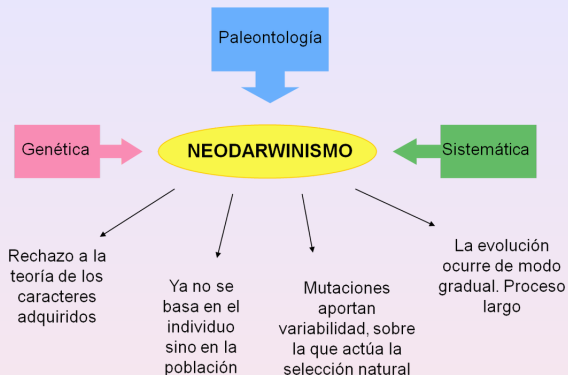 Paleontología
Genética
NEODARWINISMO
Sistemática
Rechazo a la
teoría de los
caracteres
adquiridos
Ya no se
basa en el
individuo
sino en la
población
Mutaciones
aportan
variabilidad, sobre
la que actúa la
selección natural
La evolución
ocurre de modo
gradual. Proceso
largo